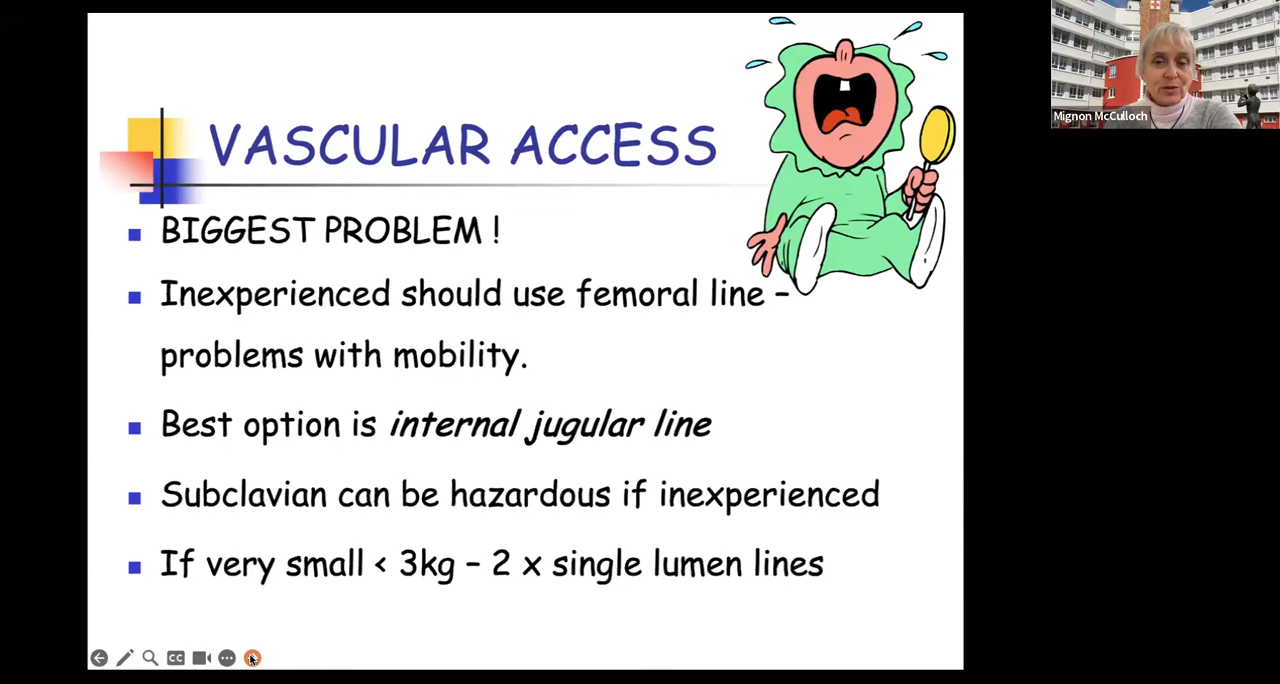 VASCULAR ACCESS
BIGGEST PROBLEM !
Inexperienced should use femoral line –
problems with mobility.
Best option is internal jugular line
Subclavian can be hazardous if inexperienced
If very small < 3kg – 2 x single lumen lines
Mignon McCulloch
CC